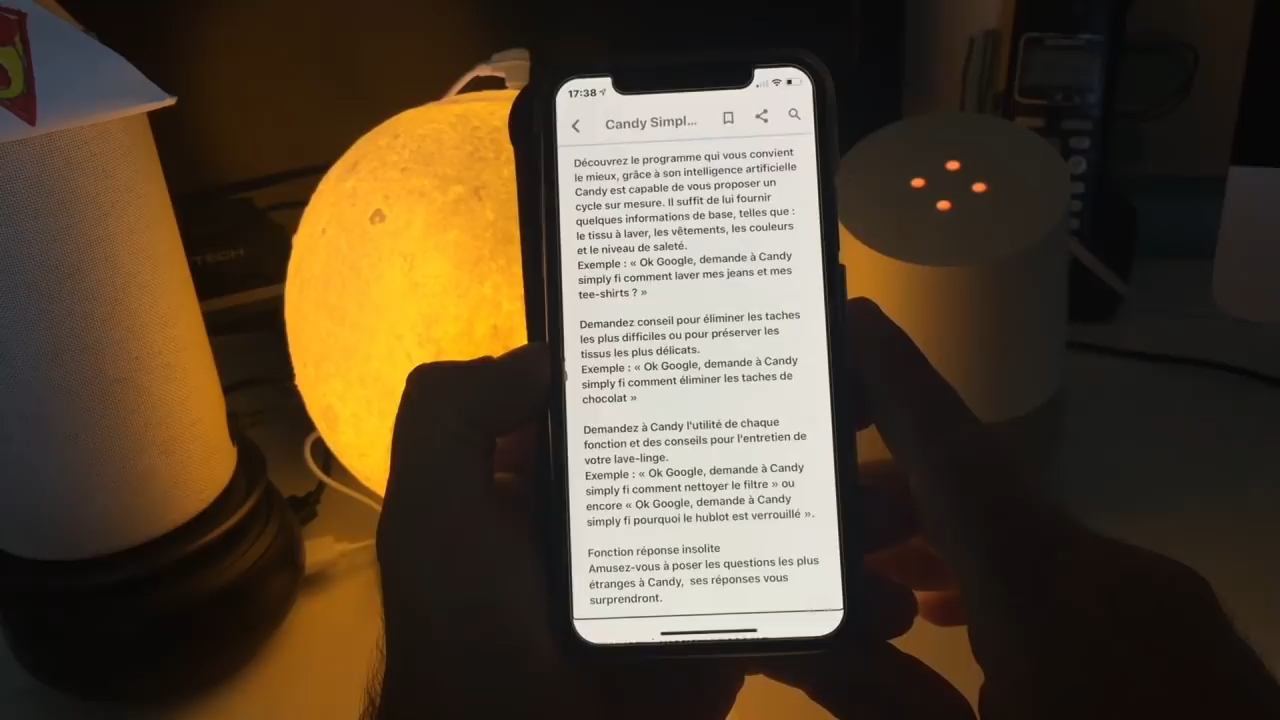 17:38
Candy Simpl...
Découvrez le programme qui vous convient
le mieux, grâce à son intelligence artificielle
Candy est capable de vous proposer un
cycle sur mesure. Il suffit de lui fournir
quelques informations de base, telles que :
le tissu à laver, les vêtements, les couleurs
et le niveau de saleté.
Exemple : « Ok Google, demande à Candy
simply fi comment laver mes jeans et mes
tee-shirts ? »
Demandez conseil pour éliminer les taches
les plus difficiles ou pour préserver les
tissus les plus délicats.
Exemple : « Ok Google, demande à Candy
simply fi comment éliminer les taches de
chocolat »
Demandez à Candy l'utilité de chaque
fonction et des conseils pour l'entretien de
votre lave-linge.
Exemple : « Ok Google, demande à Candy
simply fi comment nettoyer le filtre » ou
encore « Ok Google, demande à Candy
simply fi pourquoi le hublot est verrouillé ».
Fonction réponse insolite
Amusez-vous à poser les questions les plus
étranges à Candy, ses réponses vous
surprendront.